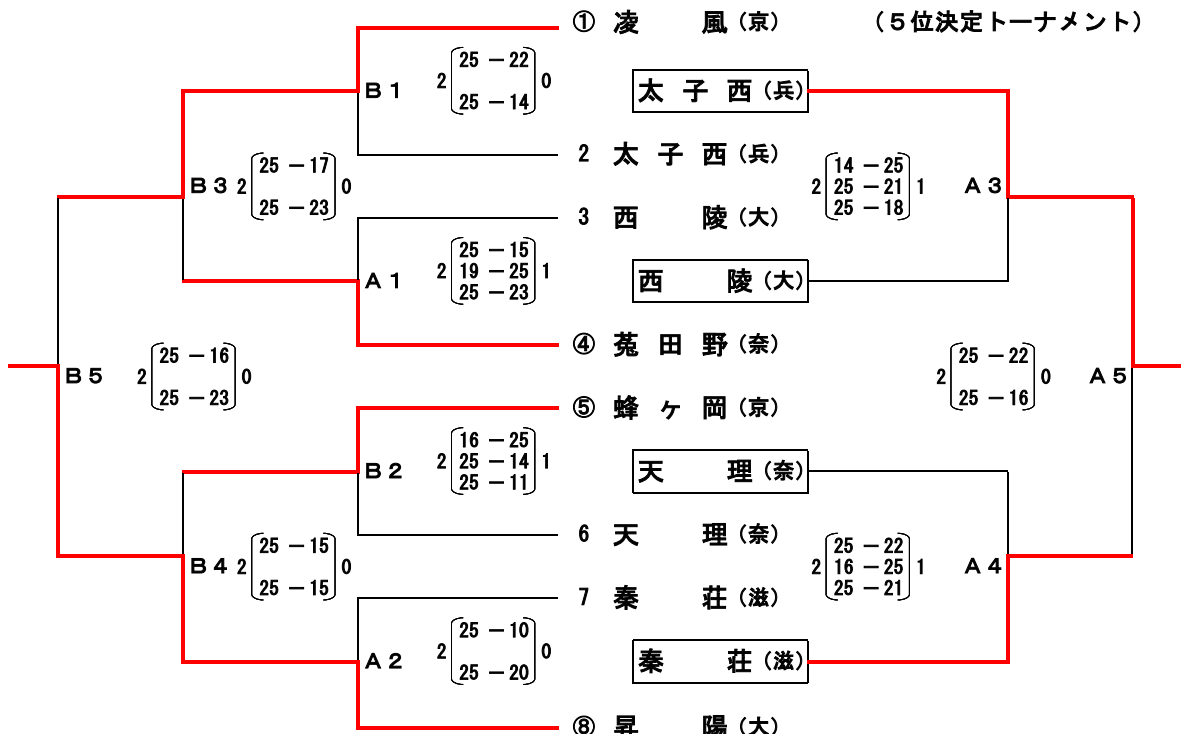 ① 凌 風（京） （５位決定トーナメント）
2 0
25 －22
25 －14
Ｂ１
太 子 西（兵）
2 太 子 西（兵）
Ｂ３ 2 0
25 －17
25 －23
2 1
14 －25
25 －21
25 －18
Ａ３
3 西 陵（大）
2 1
25 －15
19 －25
25 －23
Ａ１
西 陵（大）
④ 菟 田 野（奈）
Ｂ５ 2 0
25 －16
25 －23
2 0
25 －22
25 －16
Ａ５
⑤ 蜂 ヶ 岡（京）
2 1
16 －25
25 －14
25 －11
Ｂ２
天 理（奈）
6 天 理（奈）
Ｂ４ 2 0
25 －15
25 －15
2 1
25 －22
16 －25
25 －21
Ａ４
7 秦 荘（滋）
2 0
25 －10
25 －20
Ａ２
秦 荘（滋）
⑧ 昇 陽（大）